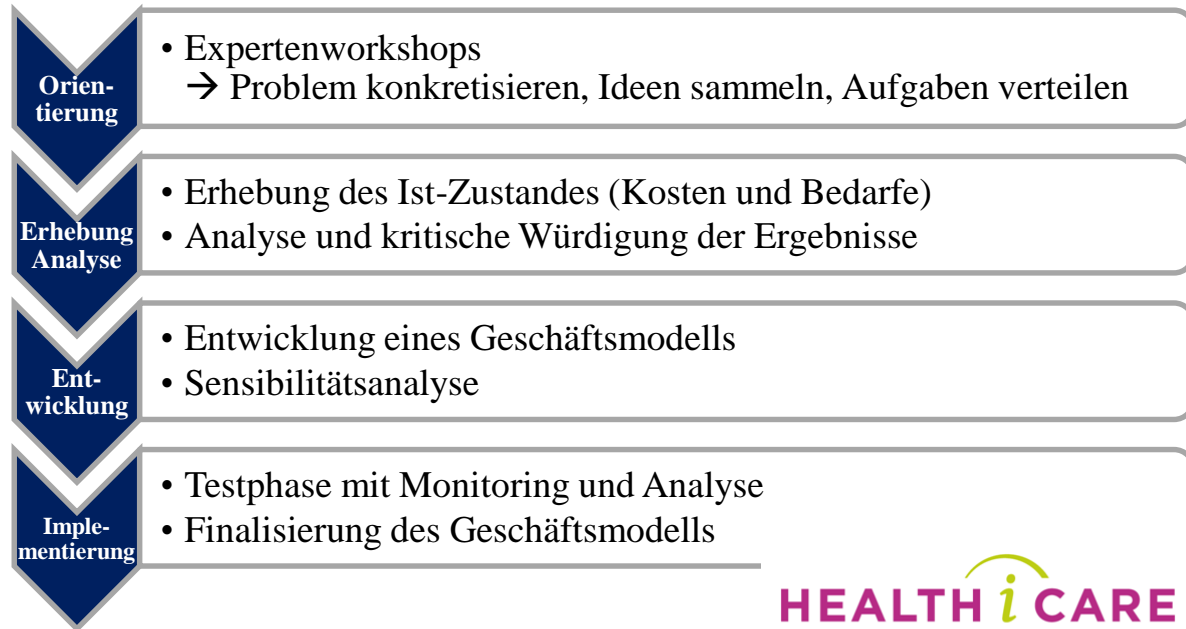 Orien-
tierung
• Expertenworkshops
→ Problem konkretisieren, Ideen sammeln, Aufgaben verteilen
Erhebung
Analyse
• Erhebung des Ist-Zustandes (Kosten und Bedarfe)
• Analyse und kritische Würdigung der Ergebnisse
Ent-
wicklung
• Entwicklung eines Geschäftsmodells
• Sensibilitätsanalyse
Imple-
mentierung
• Testphase mit Monitoring und Analyse
• Finalisierung des Geschäftsmodells
HEALTH i CARE